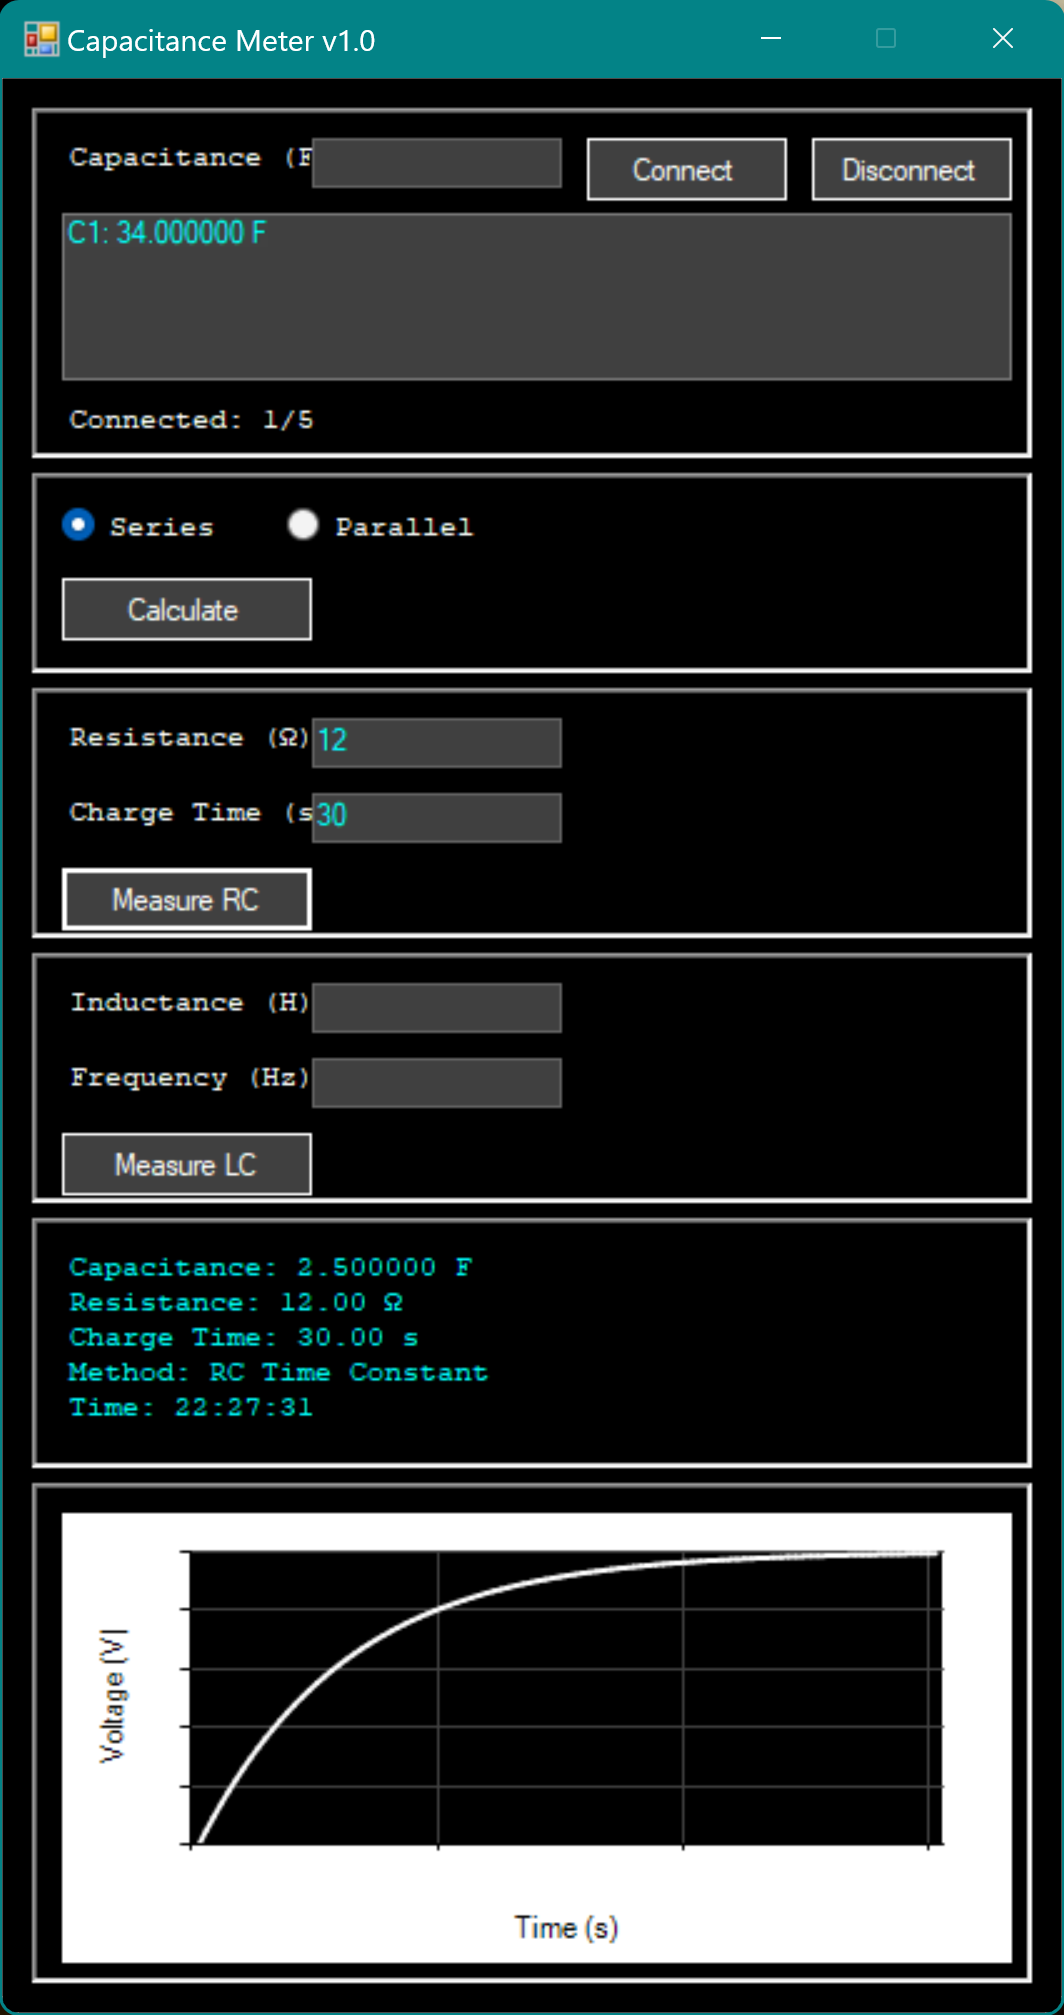 Capacitance Meter v1.0
Capacitance (F
Connect
Disconnect
C1: 34.000000 F
Connected: 1/5
Series
Parallel
Calculate
Resistance (Ω)
12
Charge Time (s
30
Measure RC
Inductance (H)
Frequency (Hz)
Measure LC
Capacitance: 2.500000 F
Resistance: 12.00 Ω
Charge Time: 30.00 s
Method: RC Time Constant
Time: 22:27:31
Voltage (V)
Time (s)